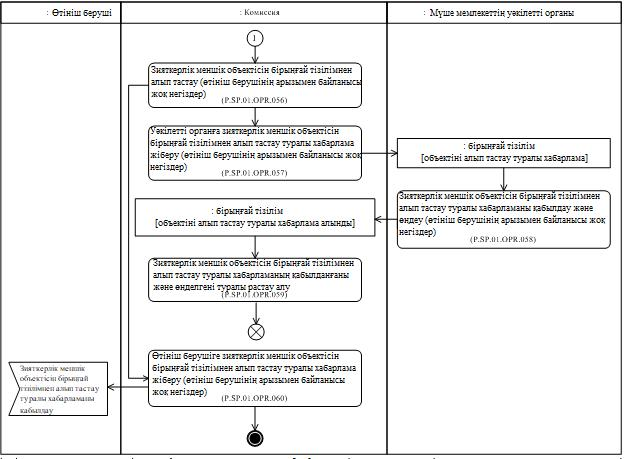 : Өтініш беруші
: Комиссия
: Мүше мемлекеттің уәкілетті органы
1
Зияткерлік меншік объектісін бірыңғай тізілімнен
алып тастау (өтініш берушінің арызымен байланысы
жоқ негіздер)
(P.SP.01.OPR.056)
Уәкілетті органға зияткерлік меншік объектісін
бірыңғай тізілімнен алып тастау туралы хабарлама
жіберу (өтініш берушінің арызымен байланысы жоқ
негіздер)
(P.SP.01.OPR.057)
: бірыңғай тізілім
[объектіні алып тастау туралы хабарлама]
Зияткерлік меншік объектісін бірыңғай тізілімнен
алып тастау туралы хабарламаны қабылдау және
өңдеу (өтініш берушінің арызымен байланысы жоқ
негіздер)
(P.SP.01.OPR.058)
: бірыңғай тізілім
[объектіні алып тастау туралы хабарлама алынды]
Зияткерлік меншік объектісін бірыңғай тізілімнен
алып тастау туралы хабарламаның қабылданғаны
және өңделгені туралы растау алу
(P.SP.01.OPR.059)
Өтініш берушіге зияткерлік меншік объектісін
бірыңғай тізілімнен алып тастау туралы хабарлама
жіберу (өтініш берушінің арызымен байланысы
жоқ негіздер)
(P.SP.01.OPR.060)
Зияткерлік меншік
объектісін бірыңғай
тізілімнен алып тастау
туралы хабарламаны
қабылдау